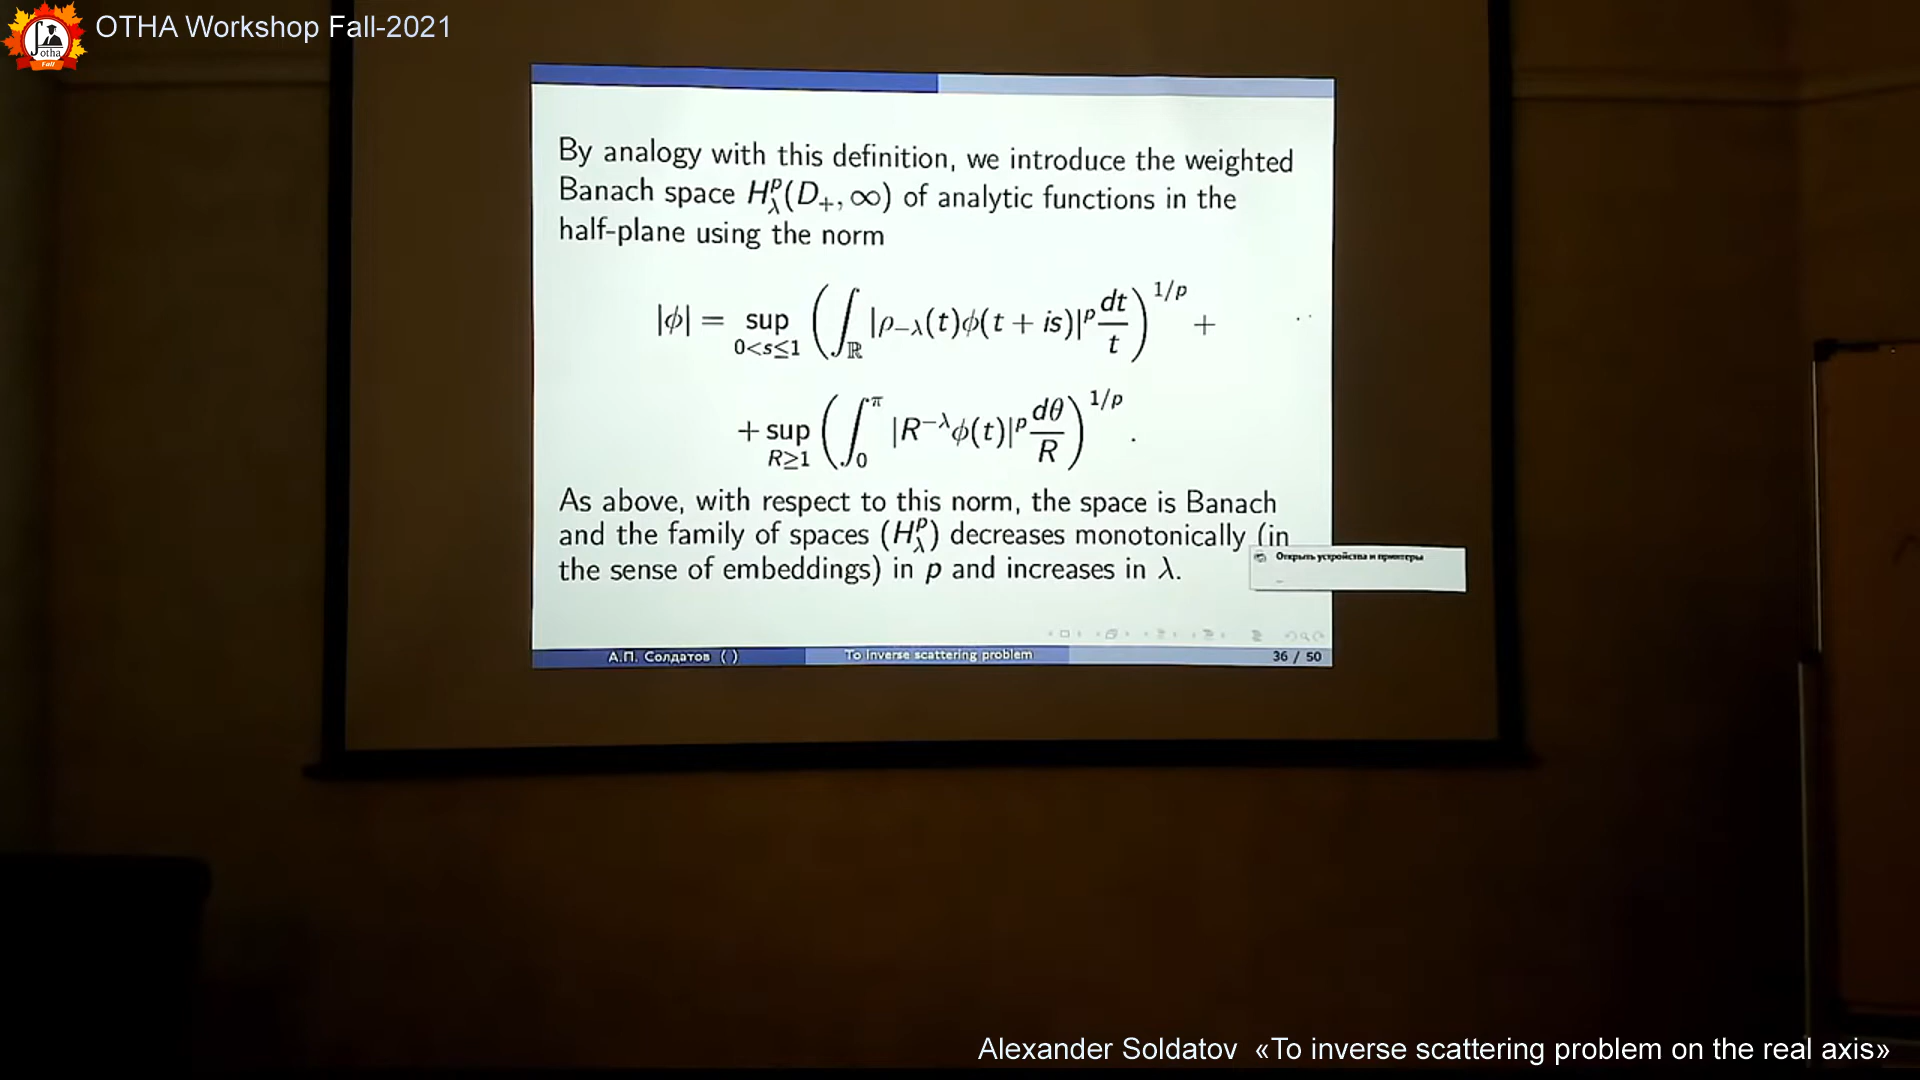 OTHA Workshop Fall-2021
otha
Fall
By analogy with this definition, we introduce the weighted
Banach space $H^p_\lambda(D_+, \infty)$ of analytic functions in the
half-plane using the norm
$|\phi| = \sup_{0<s\leq 1} \left( \int_{\mathbb{R}} |\rho_{-\lambda}(t)\phi(t + is)|^p \frac{dt}{t} \right)^{1/p} +$
$+ \sup_{R\geq 1} \left( \int_0^\pi |R^{-\lambda}\phi(t)|^p \frac{d\theta}{R} \right)^{1/p}.$
As above, with respect to this norm, the space is Banach
and the family of spaces $(H^p_\lambda)$ decreases monotonically (in
the sense of embeddings) in $p$ and increases in $\lambda$.
Открыть устройства и принтеры
А.П. Солдатов ( )
To Inverse scattering problem
36 / 50
Alexander Soldatov «To inverse scattering problem on the real axis»